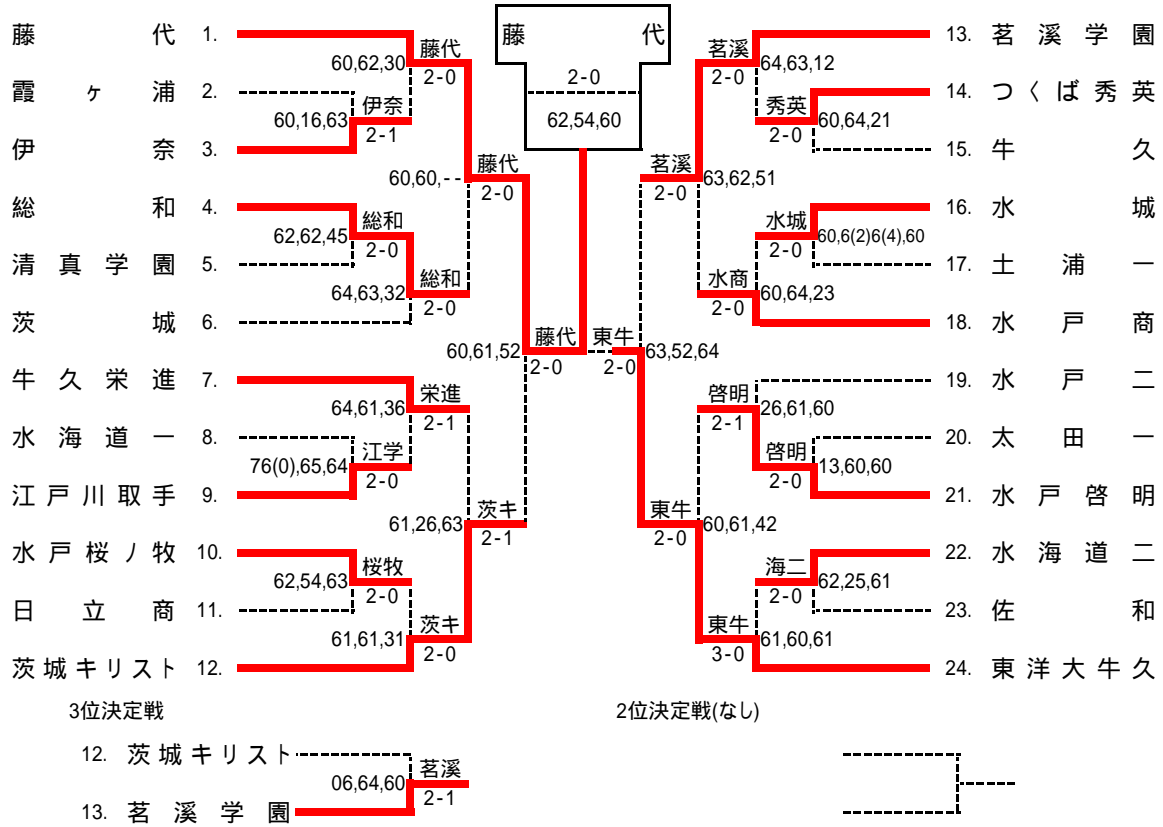 藤代
2-0
62,54,60
藤代 1.
霞ヶ浦 2.
伊奈 3.
総和 4.
清真学園 5.
茨城 6.
牛久栄進 7.
水海道一 8.
江戸川取手 9.
水戸桜ノ牧 10.
日立商 11.
茨城キリスト 12.
藤代
60,62,30
2-0
伊奈
60,16,63
2-1
藤代
60,60,--
2-0
総和
62,62,45
2-0
総和
64,63,32
2-0
藤代
60,61,52
2-0
栄進
64,61,36
2-1
江学
76(0),65,64
2-0
茨キ
61,26,63
2-1
桜牧
62,54,63
2-0
茨キ
61,61,31
2-0
13. 茗溪学園
14. つくば秀英
15. 牛久
16. 水城
17. 土浦一
18. 水戸商
19. 水戸二
20. 太田一
21. 水戸啓明
22. 水海道二
23. 佐和
24. 東洋大牛久
茗溪
64,63,12
2-0
秀英
60,64,21
2-0
茗溪
63,62,51
2-0
水城
60,6(2)6(4),60
2-0
水商
60,64,23
2-0
東牛
63,52,64
2-0
啓明
26,61,60
2-1
啓明
13,60,60
2-0
東牛
60,61,42
2-0
海二
62,25,61
2-0
東牛
61,60,61
3-0
3位決定戦
12. 茨城キリスト
13. 茗溪学園
茗溪
06,64,60
2-1
2位決定戦(なし)